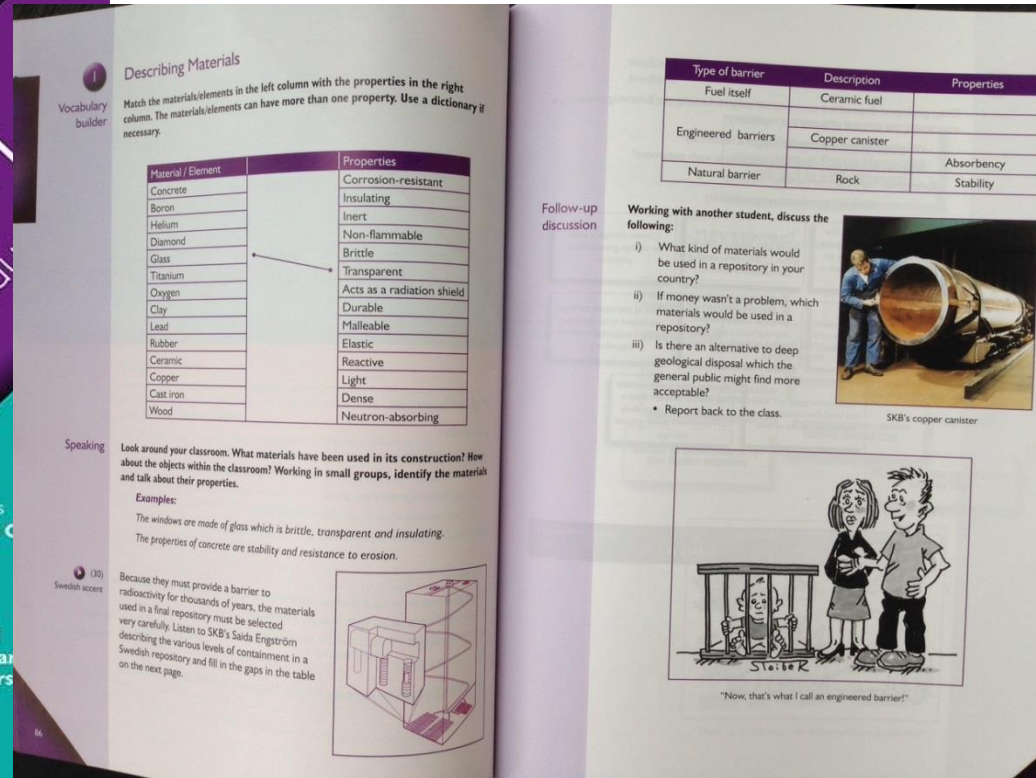 1
Vocabulary
builder
Describing Materials
Match the materials/elements in the left column with the properties in the right
column. The materials/elements can have more than one property. Use a dictionary if
necessary.
Material / Element
Concrete
Boron
Helium
Diamond
Glass
Titanium
Oxygen
Clay
Lead
Rubber
Ceramic
Copper
Cast iron
Wood
Properties
Corrosion-resistant
Insulating
Inert
Non-flammable
Brittle
Transparent
Acts as a radiation shield
Durable
Malleable
Elastic
Reactive
Light
Dense
Neutron-absorbing
Speaking
Look around your classroom. What materials have been used in its construction? How
about the objects within the classroom? Working in small groups, identify the materials
and talk about their properties.
Examples:
The windows are made of glass which is brittle, transparent and insulating.
The properties of concrete are stability and resistance to erosion.
(30)
Swedish accent
Because they must provide a barrier to
radioactivity for thousands of years, the materials
used in a final repository must be selected
very carefully. Listen to SKB's Saida Engström
describing the various levels of containment in a
Swedish repository and fill in the gaps in the table
on the next page.
86
Type of barrier Description Properties
Fuel itself Ceramic fuel
Engineered barriers Copper canister
Absorbency
Natural barrier Rock Stability
Follow-up
discussion
Working with another student, discuss the
following:
i) What kind of materials would
be used in a repository in your
country?
ii) If money wasn't a problem, which
materials would be used in a
repository?
iii) Is there an alternative to deep
geological disposal which the
general public might find more
acceptable?
• Report back to the class.
SKB's copper canister
SloibeR
"Now, that's what I call an engineered barrier!"